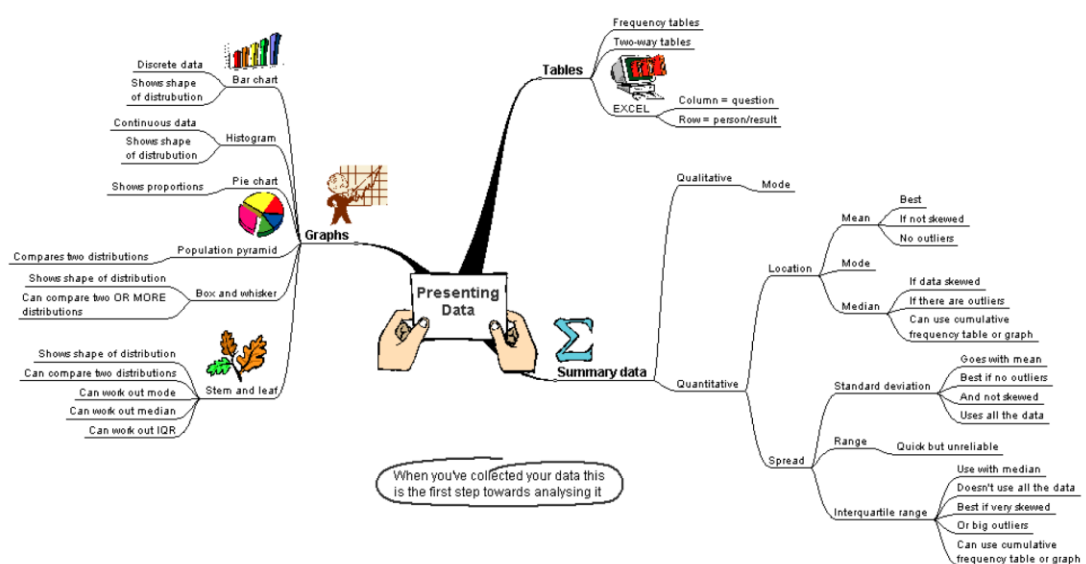 Presenting
Data
Tables
Frequency tables
Two-way tables
EXCEL
Column = question
Row = person/result
Graphs
Bar chart
Discrete data
Shows shape
of distrubution
Histogram
Continuous data
Shows shape
of distrubution
Pie chart
Shows proportions
Population pyramid
Compares two distributions
Box and whisker
Shows shape of distribution
Can compare two OR MORE
distributions
Stem and leaf
Shows shape of distribution
Can compare two distributions
Can work out mode
Can work out median
Can work out IQR
Summary data
Qualitative
Mode
Quantitative
Location
Mean
Best
If not skewed
No outliers
Mode
Median
If data skewed
If there are outliers
Can use cumulative
frequency table or graph
Spread
Standard deviation
Goes with mean
Best if no outliers
And not skewed
Uses all the data
Range
Quick but unreliable
Interquartile range
Use with median
Doesn't use all the data
Best if very skewed
Or big outliers
Can use cumulative
frequency table or graph
When you've collected your data this
is the first step towards analysing it